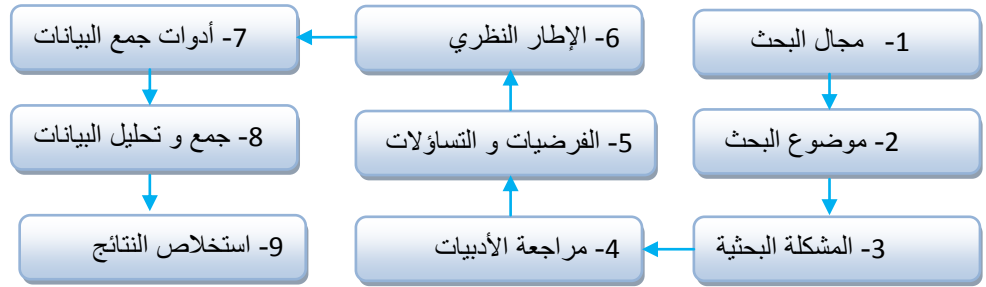 1- مجال البحث
2- موضوع البحث
3- المشكلة البحثية
4- مراجعة الأدبيات
5- الفرضيات و التساؤلات
6- الإطار النظري
7- أدوات جمع البيانات
8- جمع و تحليل البيانات
9- استخلاص النتائج